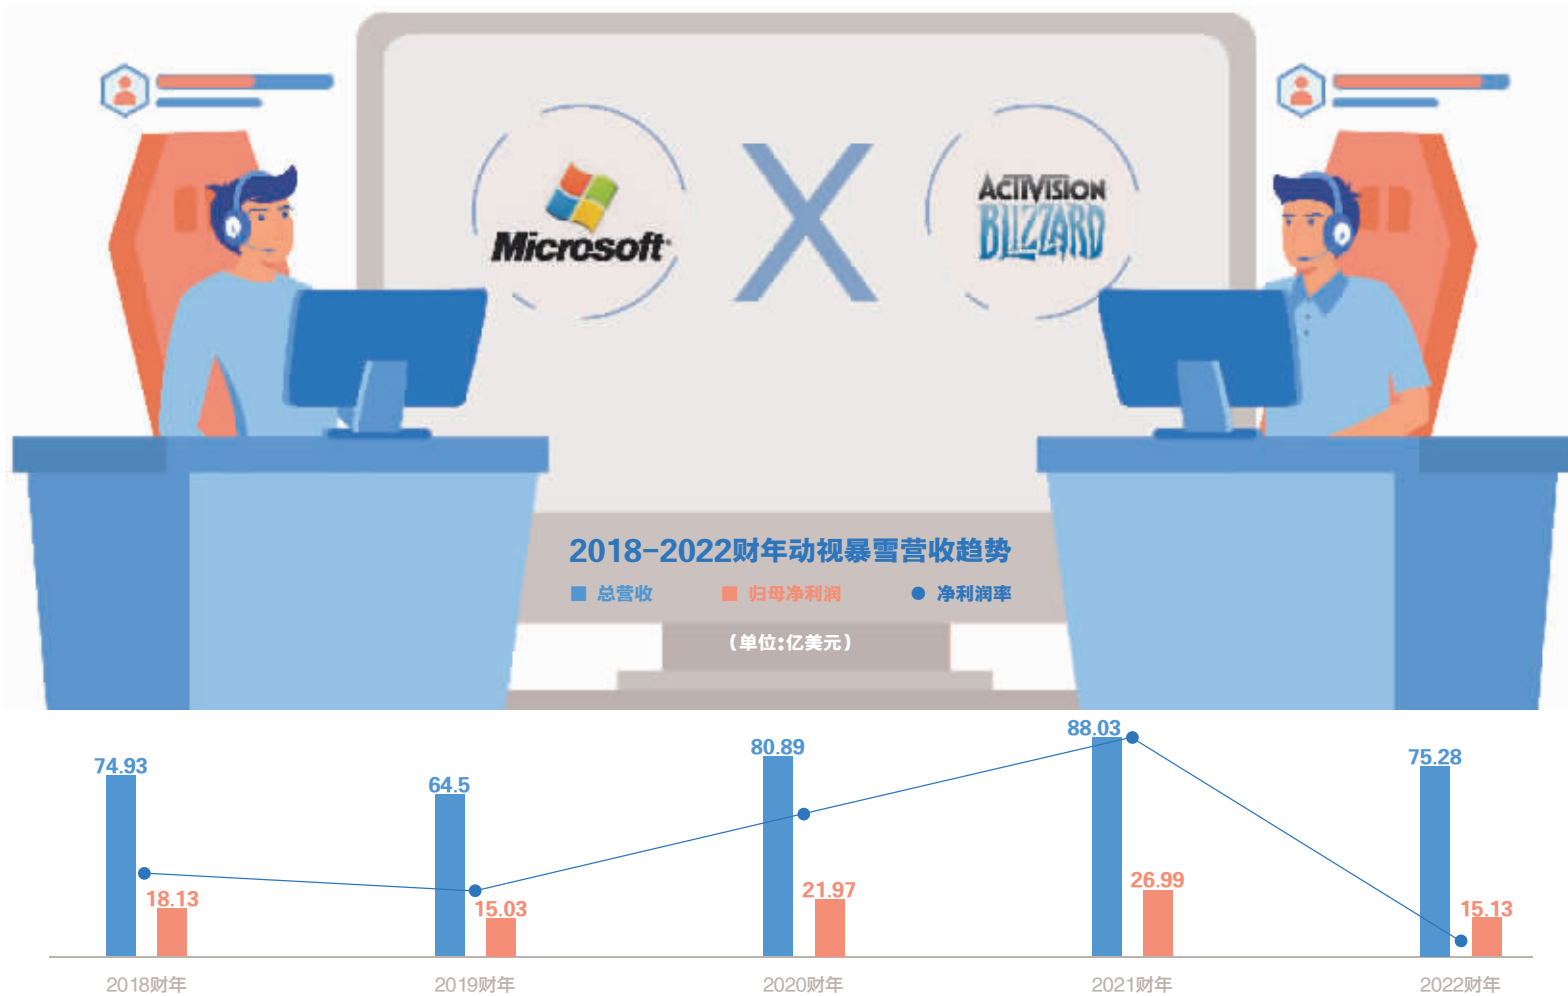 Microsoft
X
ACTIVISION
BLIZZARD
2018-2022财年动视暴雪营收趋势
总营收 归母净利润 净利润率
(单位:亿美元)
74.93
18.13
64.5
15.03
80.89
21.97
88.03
26.99
75.28
15.13
2018财年 2019财年 2020财年 2021财年 2022财年